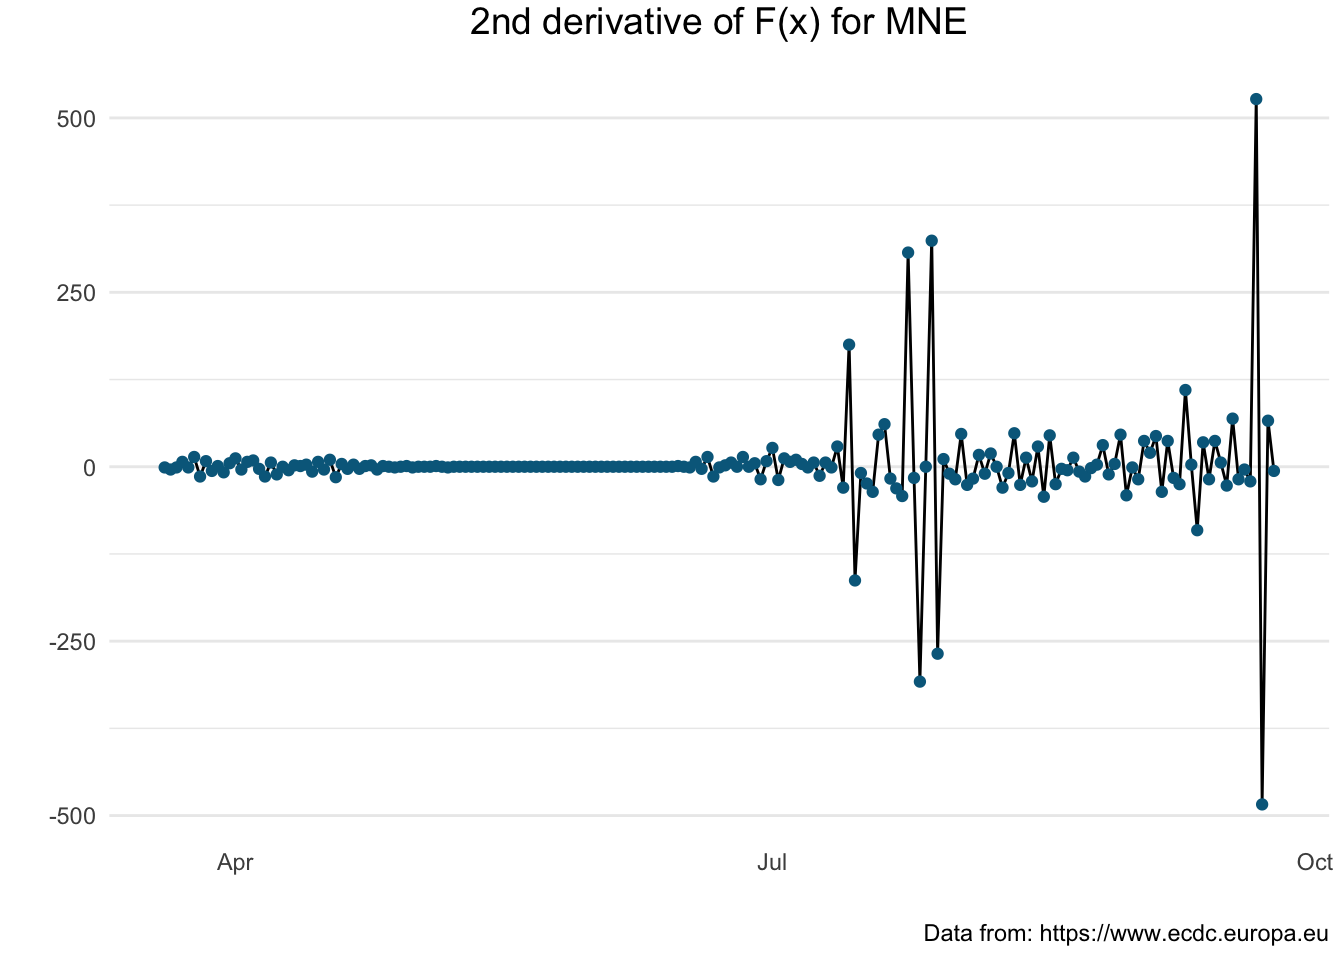 2nd derivative of F(x) for MNE
500
250
0
-250
-500
Apr Jul Oct
Data from: https://www.ecdc.europa.eu